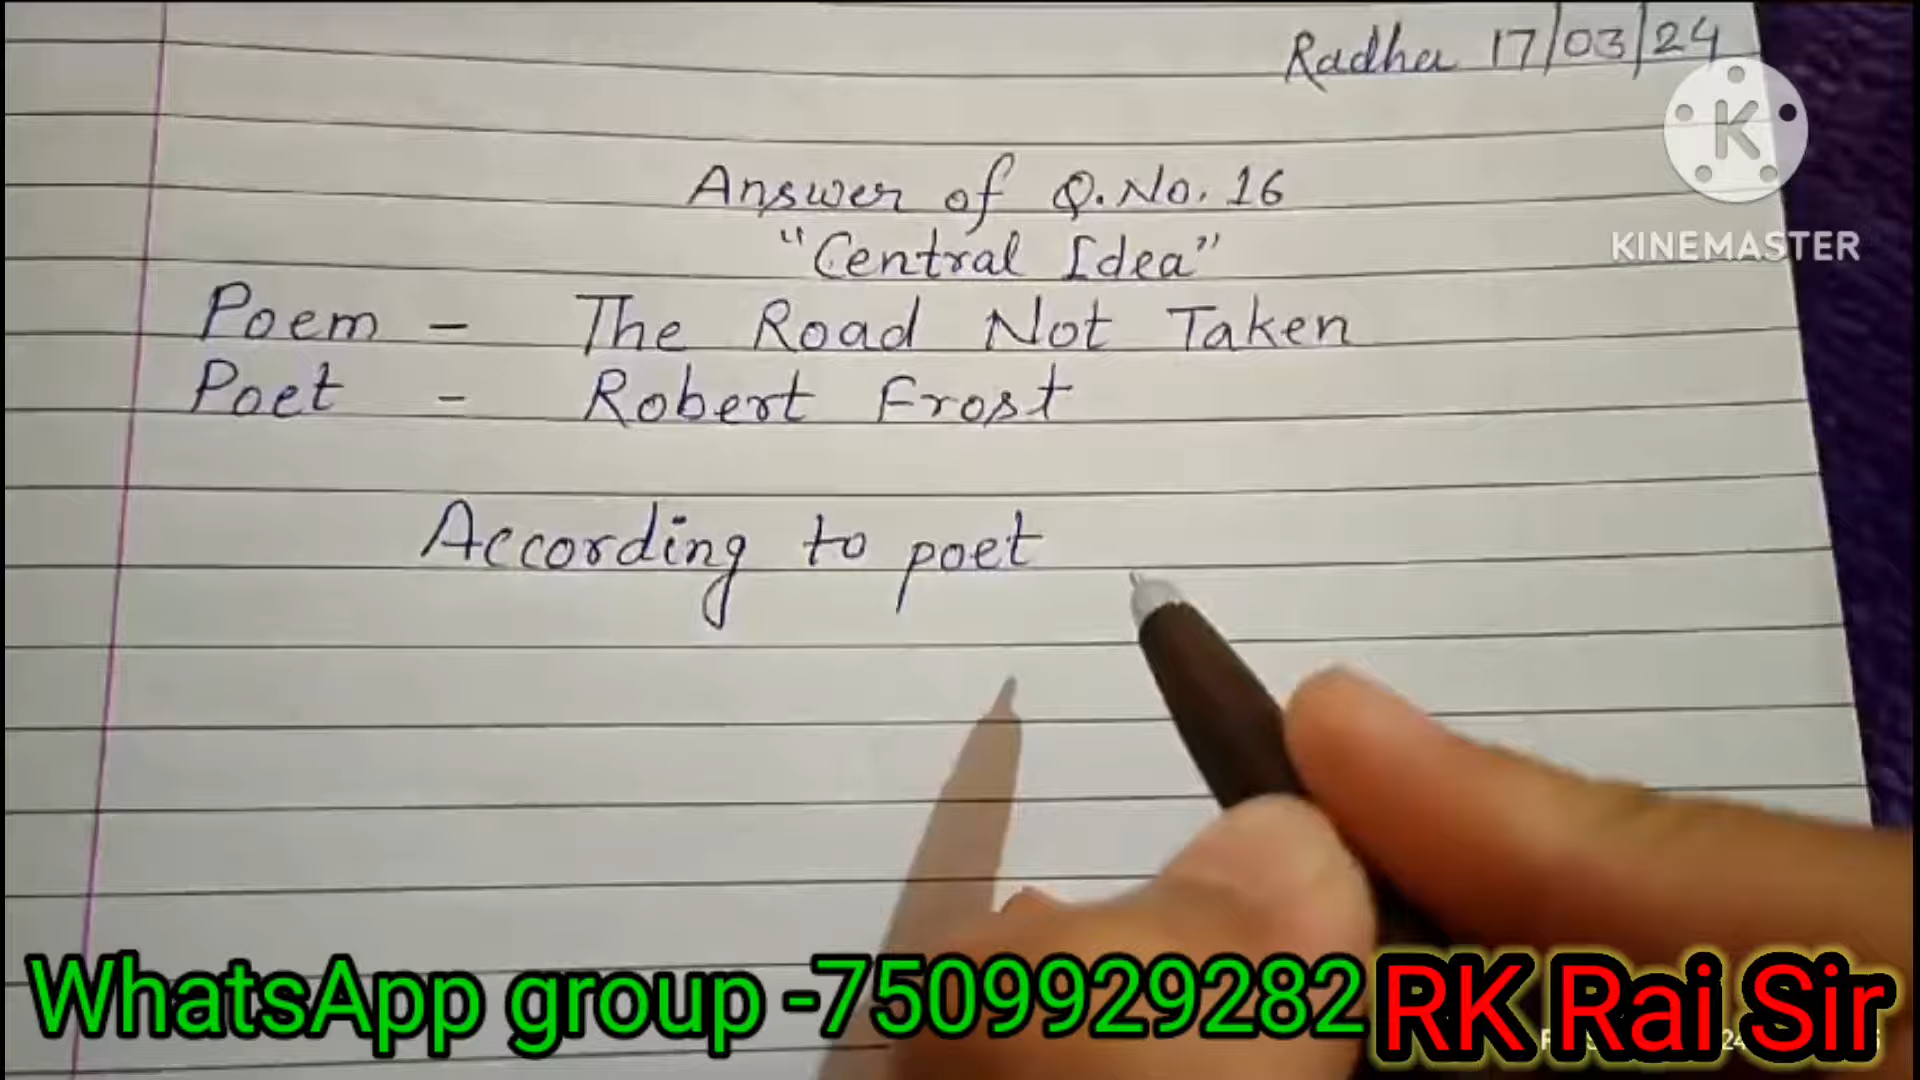 Radha 17/03/24
KINEMASTER
Answer of Q.No. 16
"Central Idea"
Poem - The Road Not Taken
Poet - Robert Frost
According to poet
WhatsApp group -7509929282 RK Rai Sir